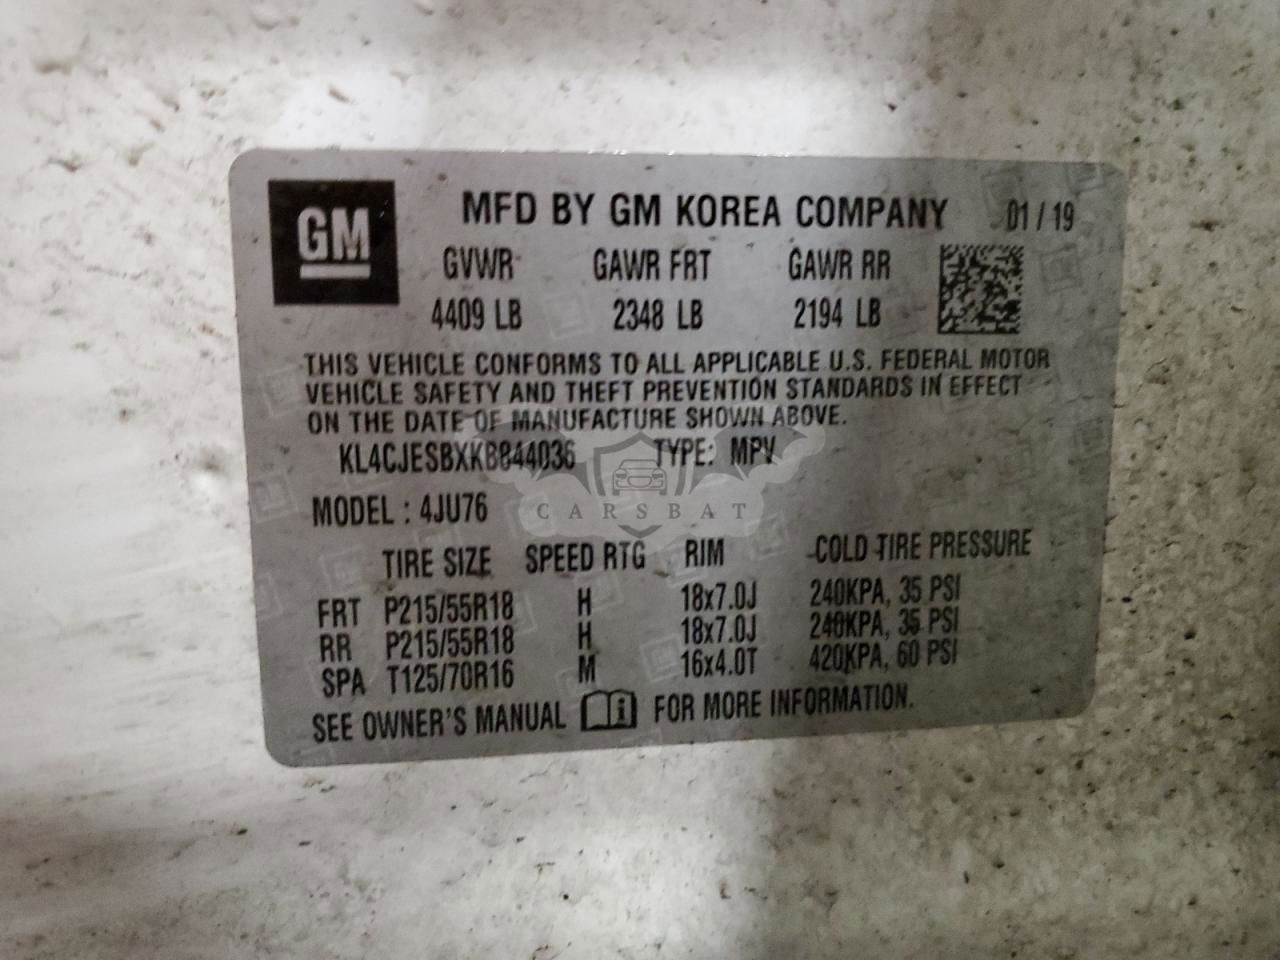 GM
MFD BY GM KOREA COMPANY 01/19
GVWR GAWR FRT GAWR RR
4409 LB 2348 LB 2194 LB
THIS VEHICLE CONFORMS TO ALL APPLICABLE U.S. FEDERAL MOTOR
VEHICLE SAFETY AND THEFT PREVENTION STANDARDS IN EFFECT
ON THE DATE OF MANUFACTURE SHOWN ABOVE.
KL4CJESBXKB844036 TYPE: MPV
CARSBAT
MODEL : 4JU76
TIRE SIZE SPEED RTG RIM COLD TIRE PRESSURE
FRT P215/55R18 H 18x7.0J 240KPA, 35 PSI
RR P215/55R18 H 18x7.0J 240KPA, 35 PSI
SPA T125/70R16 M 16x4.0T 420KPA, 60 PSI
SEE OWNER'S MANUAL i FOR MORE INFORMATION.